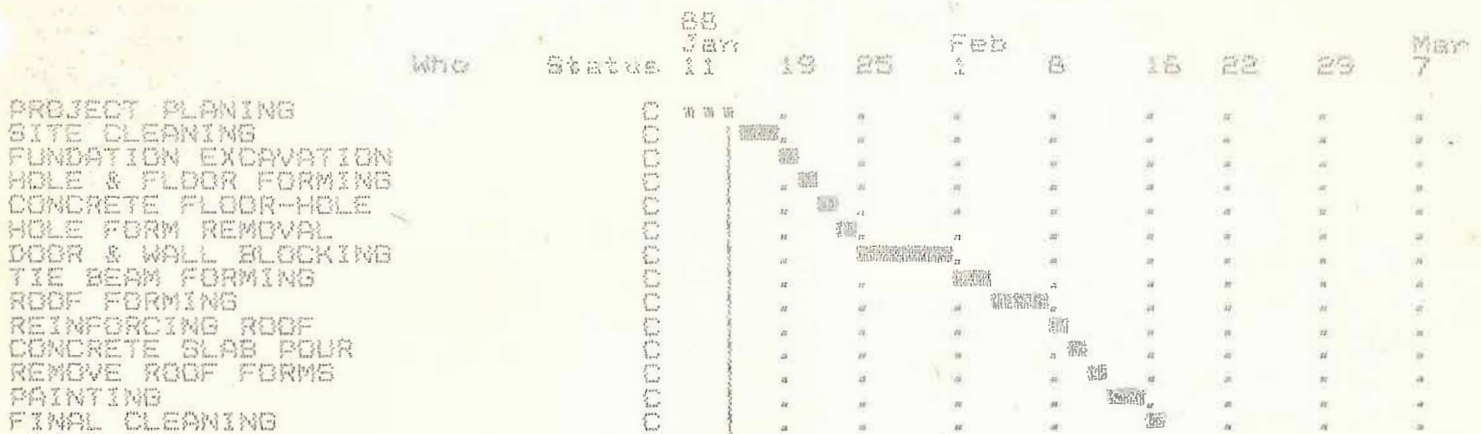 88
Jan Feb Mar
Who Status 11 19 25 1 8 16 22 29 7
PROJECT PLANING C
SITE CLEANING C
FUNDATION EXCAVATION C
HOLE & FLOOR FORMING C
CONCRETE FLOOR-HOLE C
HOLE FORM REMOVAL C
DOOR & WALL BLOCKING C
TIE BEAM FORMING C
ROOF FORMING C
REINFORCING ROOF C
CONCRETE SLAB POUR C
REMOVE ROOF FORMS C
PAINTING C
FINAL CLEANING C